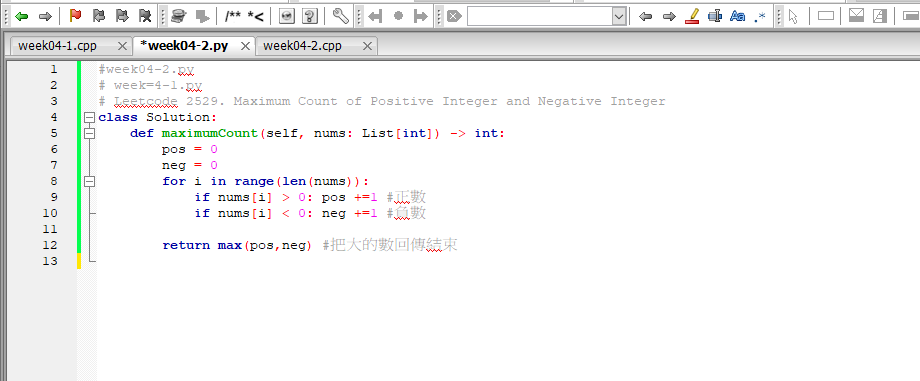 /** *<
.*
week04-1.cpp
*week04-2.py
week04-2.cpp
1 #week04-2.py
2 # week=4-1.py
3 # Leetcode 2529. Maximum Count of Positive Integer and Negative Integer
4 class Solution:
5     def maximumCount(self, nums: List[int]) -> int:
6         pos = 0
7         neg = 0
8         for i in range(len(nums)):
9             if nums[i] > 0: pos +=1 #正數
10             if nums[i] < 0: neg +=1 #負數
11
12         return max(pos,neg) #把大的數回傳結束
13